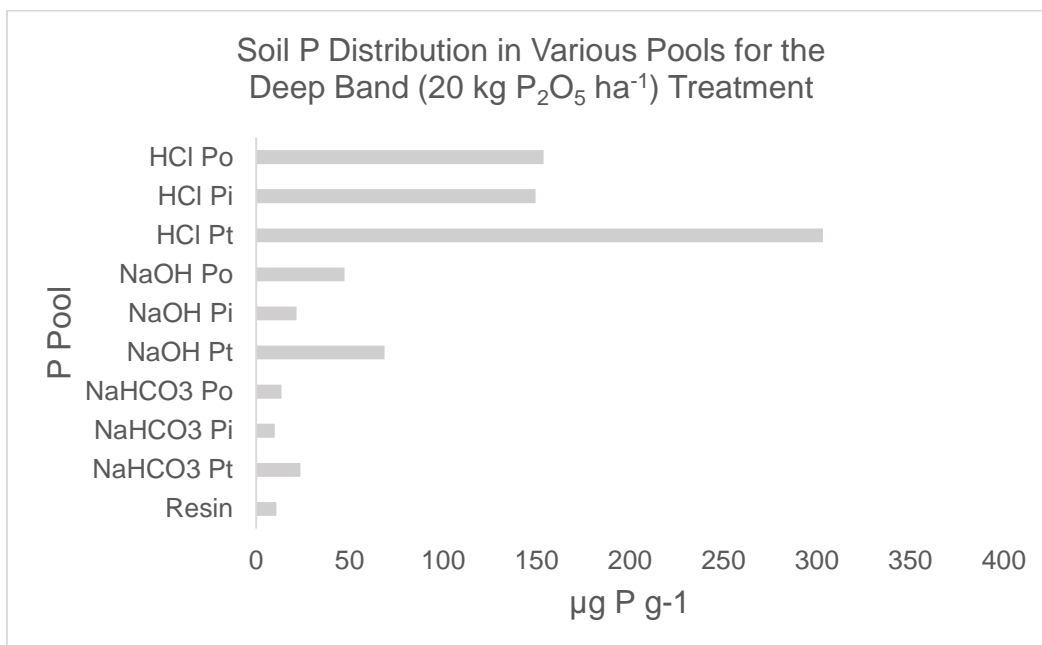 Soil P Distribution in Various Pools for the
Deep Band (20 kg P₂O₅ ha⁻¹) Treatment
HCl Po
HCl Pi
HCl Pt
NaOH Po
NaOH Pi
NaOH Pt
NaHCO3 Po
NaHCO3 Pi
NaHCO3 Pt
Resin
P Pool
0 50 100 150 200 250 300 350 400
µg P g-1